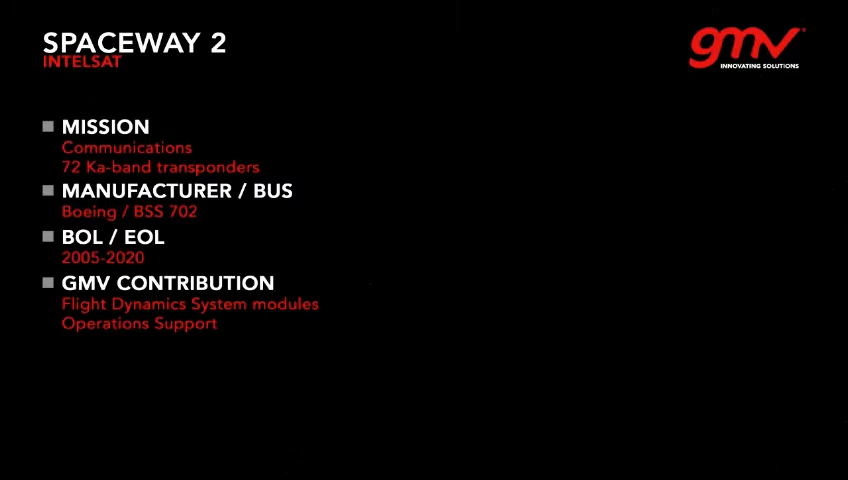 SPACEWAY 2
INTELSAT
gmv
INNOVATING SOLUTIONS
MISSION
Communications
72 Ka-band transponders
MANUFACTURER / BUS
Boeing / BSS 702
BOL / EOL
2005-2020
GMV CONTRIBUTION
Flight Dynamics System modules
Operations Support